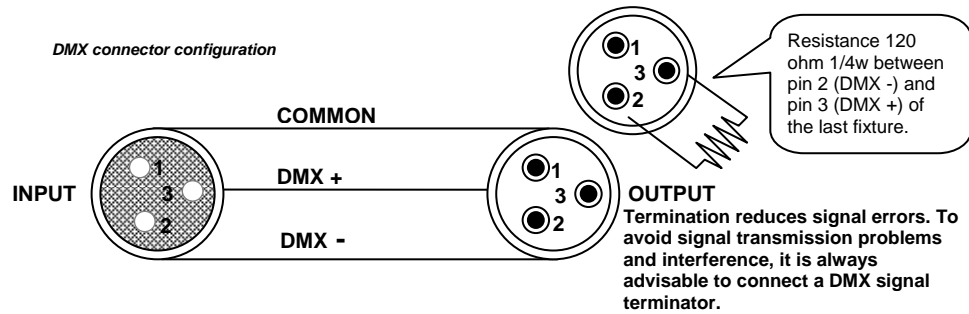 DMX connector configuration
1
3
2
Resistance 120
ohm 1/4w between
pin 2 (DMX -) and
pin 3 (DMX +) of
the last fixture.
COMMON
INPUT
1
3
2
DMX +
DMX -
1
3
2
OUTPUT
Termination reduces signal errors. To
avoid signal transmission problems
and interference, it is always
advisable to connect a DMX signal
terminator.